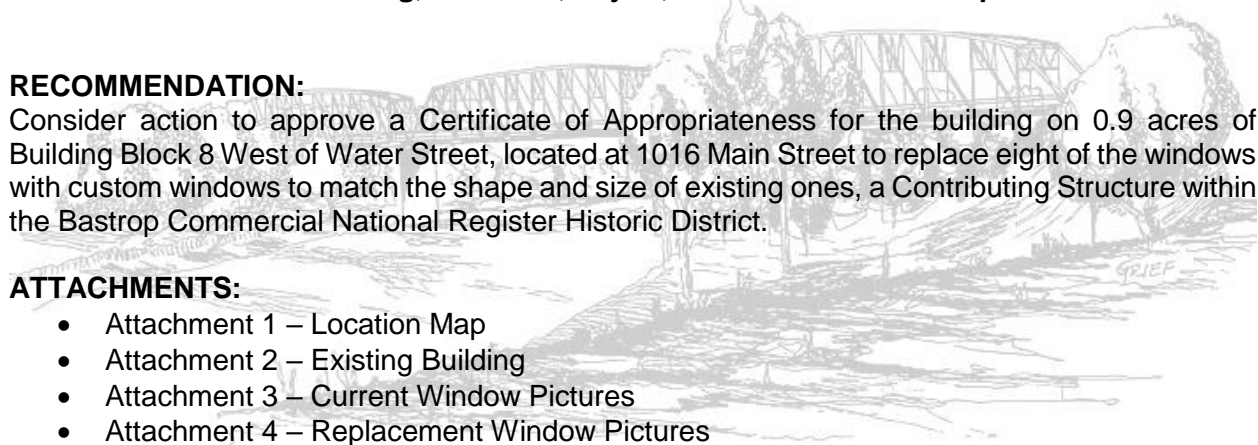 RECOMMENDATION:
Consider action to approve a Certificate of Appropriateness for the building on 0.9 acres of
Building Block 8 West of Water Street, located at 1016 Main Street to replace eight of the windows
with custom windows to match the shape and size of existing ones, a Contributing Structure within
the Bastrop Commercial National Register Historic District.
ATTACHMENTS:
• Attachment 1 – Location Map
• Attachment 2 – Existing Building
• Attachment 3 – Current Window Pictures
• Attachment 4 – Replacement Window Pictures
GRIEF